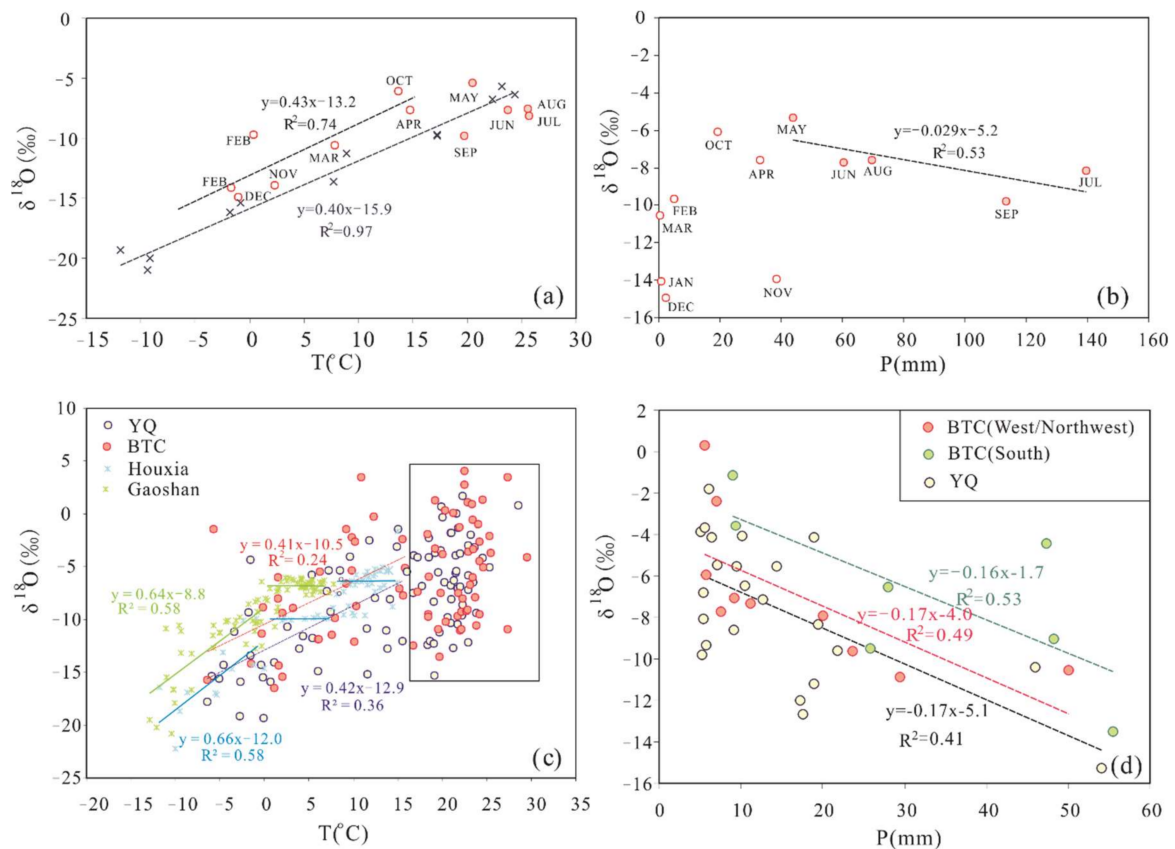 0
-5
-10
-15
-20
-25
δ ¹⁸O (‰)
(a)
y=0.43x−13.2
R²=0.74
OCT
MAY
AUG
JUL
APR
JUN
SEP
FEB
MAR
FEB
DEC
NOV
y=0.40x−15.9
R²=0.97
(a)
-15 -10 -5 0 5 10 15 20 25 30
T(°C)
0
-2
-4
-6
-8
-10
-12
-14
-16
δ ¹⁸O (‰)
(b)
OCT
MAY
y=−0.029x−5.2
R²=0.53
APR
JUN
AUG
JUL
FEB
MAR
SEP
JAN
DEC
NOV
(b)
0 20 40 60 80 100 120 140 160
P(mm)
10
5
0
-5
-10
-15
-20
-25
δ ¹⁸O (‰)
YQ
BTC
Houxia
Gaoshan
y = 0.41x−10.5
R² = 0.24
y = 0.64x−8.8
R² = 0.58
y = 0.42x−12.9
R² = 0.36
y = 0.66x−12.0
R² = 0.58
(c)
-20 -15 -10 -5 0 5 10 15 20 25 30 35
T(°C)
2
0
-2
-4
-6
-8
-10
-12
-14
-16
δ ¹⁸O (‰)
BTC(West/Northwest)
BTC(South)
YQ
y=−0.16x−1.7
R²=0.53
y=−0.17x−4.0
R²=0.49
y=-0.17x-5.1
R²=0.41
(d)
0 10 20 30 40 50 60
P(mm)